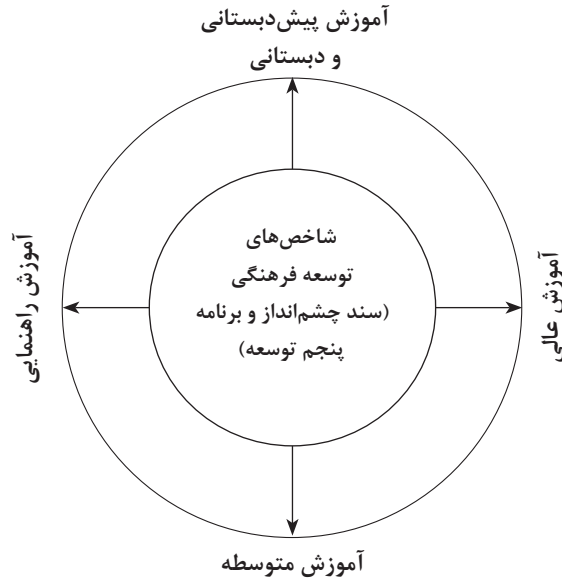 آموزش پیش‌دبستانی
و دبستانی
شاخص‌های
توسعه فرهنگی
(سند چشم‌انداز و برنامه
پنجم توسعه)
آموزش عالی
آموزش راهنمایی
آموزش متوسطه